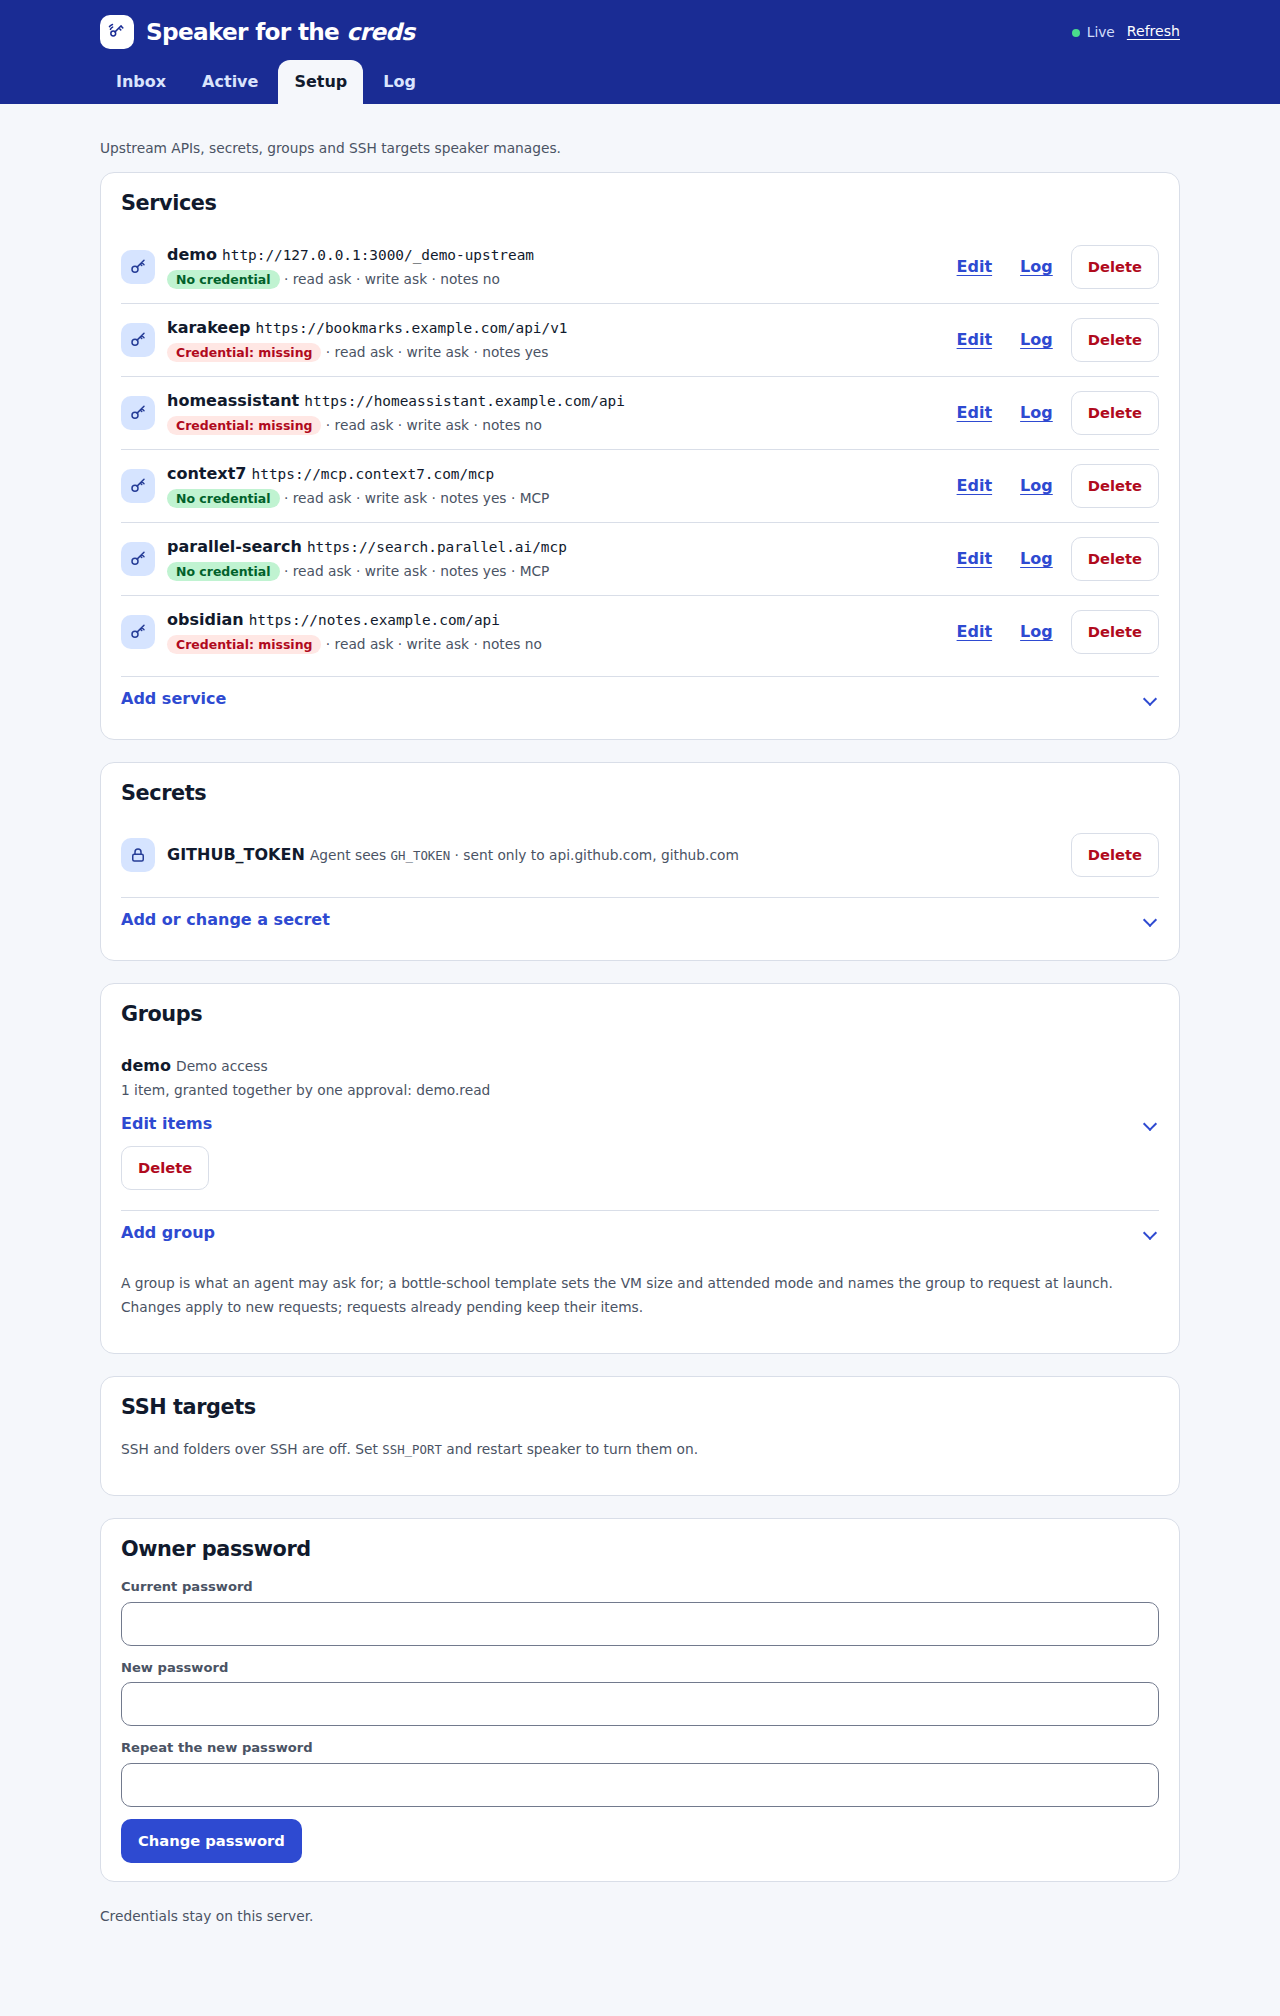 Speaker for the creds
Live Refresh
Inbox Active Setup Log
Upstream APIs, secrets, groups and SSH targets speaker manages.
Services
demo http://127.0.0.1:3000/_demo-upstream
No credential · read ask · write ask · notes no
Edit Log Delete
karakeep https://bookmarks.example.com/api/v1
Credential: missing · read ask · write ask · notes yes
Edit Log Delete
homeassistant https://homeassistant.example.com/api
Credential: missing · read ask · write ask · notes no
Edit Log Delete
context7 https://mcp.context7.com/mcp
No credential · read ask · write ask · notes yes · MCP
Edit Log Delete
parallel-search https://search.parallel.ai/mcp
No credential · read ask · write ask · notes yes · MCP
Edit Log Delete
obsidian https://notes.example.com/api
Credential: missing · read ask · write ask · notes no
Edit Log Delete
Add service
Secrets
GITHUB_TOKEN Agent sees GH_TOKEN · sent only to api.github.com, github.com
Delete
Add or change a secret
Groups
demo Demo access
1 item, granted together by one approval: demo.read
Edit items
Delete
Add group
A group is what an agent may ask for; a bottle-school template sets the VM size and attended mode and names the group to request at launch.
Changes apply to new requests; requests already pending keep their items.
SSH targets
SSH and folders over SSH are off. Set SSH_PORT and restart speaker to turn them on.
Owner password
Current password
New password
Repeat the new password
Change password
Credentials stay on this server.